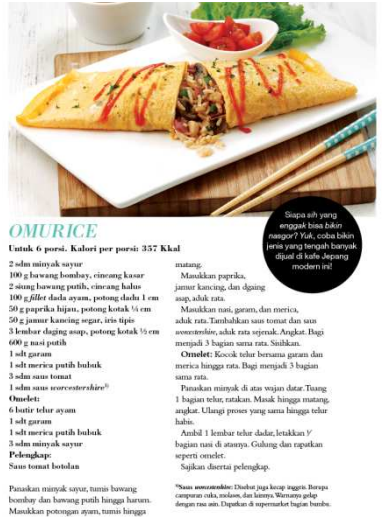 Siapa sih yang
enggak bisa bikin
nasgor? Yuk, coba bikin
jenis yang tengah banyak
dijual di kafe Jepang
modern ini!
OMURICE
Untuk 6 porsi. Kalori per porsi: 357 Kkal
2 sdm minyak sayur
100 g bawang bombay, cincang kasar
2 siung bawang putih, cincang halus
100 g fillet dada ayam, potong dadu 1 cm
50 g paprika hijau, potong kotak ¼ cm
50 g jamur kancing segar, iris tipis
3 lembar daging asap, potong kotak ½ cm
600 g nasi putih
1 sdt garam
1 sdt merica putih bubuk
3 sdm saus tomat
1 sdm saus worcestershire
Omelet:
6 butir telur ayam
1 sdt garam
1 sdt merica putih bubuk
3 sdm minyak sayur
Pelengkap:
Saus tomat botolan
Panaskan minyak sayur, tumis bawang
bombay dan bawang putih hingga harum.
Masukkan potongan ayam, tumis hingga
matang.
Masukkan paprika,
jamur kancing, dan dgaing
asap, aduk rata.
Masukkan nasi, garam, dan merica,
aduk rata. Tambahkan saus tomat dan saus
worcestershire, aduk rata sejenak. Angkat. Bagi
menjadi 3 bagian sama rata. Sisihkan.
Omelet: Kocok telur bersama garam dan
merica hingga rata. Bagi menjadi 3 bagian
sama rata.
Panaskan minyak di atas wajan datar. Tuang
1 bagian telur, ratakan. Masak hingga matang,
angkat. Ulangi proses yang sama hingga telur
habis.
Ambil 1 lembar telur dadar, letakkan
bagian nasi di atasnya. Gulung dan rapatkan
seperti omelet.
Sajikan disertai pelengkap.
Saus worcestershire: Disebut juga kecap inggris. Berupa
campuran cuka, molases, dan lainnya. Warnanya gelap
dengan rasa asin. Dapatkan di supermarket bagian bumbu.